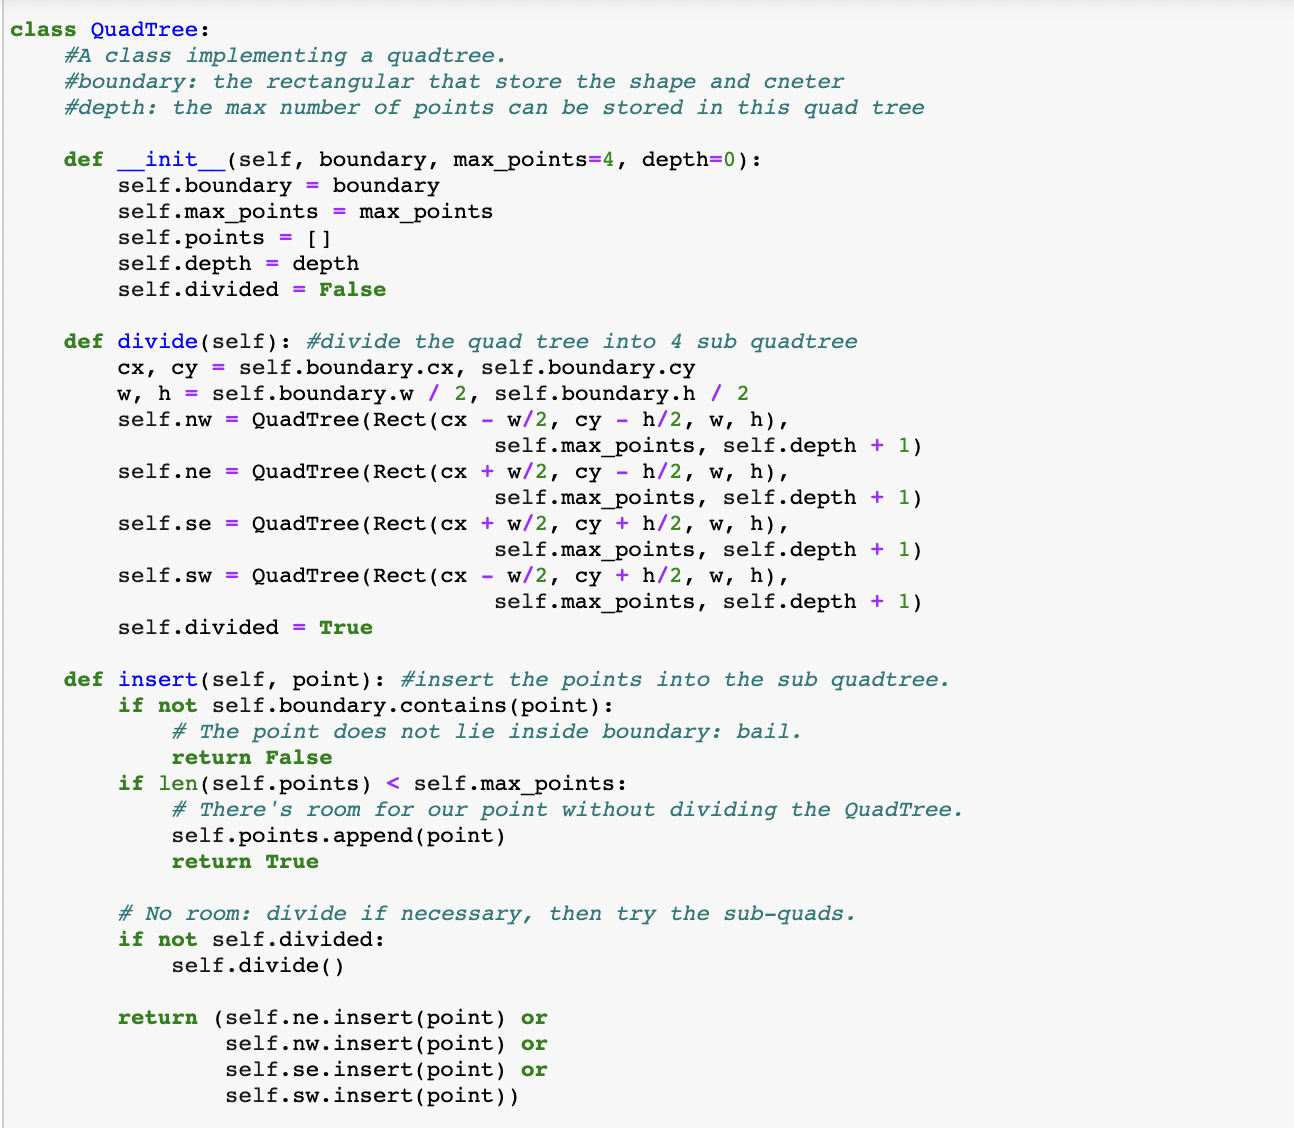 class QuadTree:
    #A class implementing a quadtree.
    #boundary: the rectangular that store the shape and cneter
    #depth: the max number of points can be stored in this quad tree

    def __init__(self, boundary, max_points=4, depth=0):
        self.boundary = boundary
        self.max_points = max_points
        self.points = []
        self.depth = depth
        self.divided = False

    def divide(self): #divide the quad tree into 4 sub quadtree
        cx, cy = self.boundary.cx, self.boundary.cy
        w, h = self.boundary.w / 2, self.boundary.h / 2
        self.nw = QuadTree(Rect(cx - w/2, cy - h/2, w, h),
                                    self.max_points, self.depth + 1)
        self.ne = QuadTree(Rect(cx + w/2, cy - h/2, w, h),
                                    self.max_points, self.depth + 1)
        self.se = QuadTree(Rect(cx + w/2, cy + h/2, w, h),
                                    self.max_points, self.depth + 1)
        self.sw = QuadTree(Rect(cx - w/2, cy + h/2, w, h),
                                    self.max_points, self.depth + 1)
        self.divided = True

    def insert(self, point): #insert the points into the sub quadtree.
        if not self.boundary.contains(point):
            # The point does not lie inside boundary: bail.
            return False
        if len(self.points) < self.max_points:
            # There's room for our point without dividing the QuadTree.
            self.points.append(point)
            return True

        # No room: divide if necessary, then try the sub-quads.
        if not self.divided:
            self.divide()

        return (self.ne.insert(point) or
                self.nw.insert(point) or
                self.se.insert(point) or
                self.sw.insert(point))